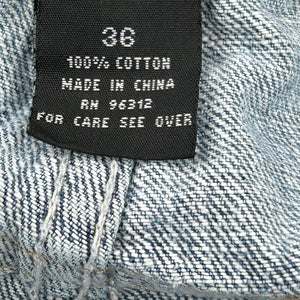 36
100% COTTON
MADE IN CHINA
RN 96312
FOR CARE SEE OVER